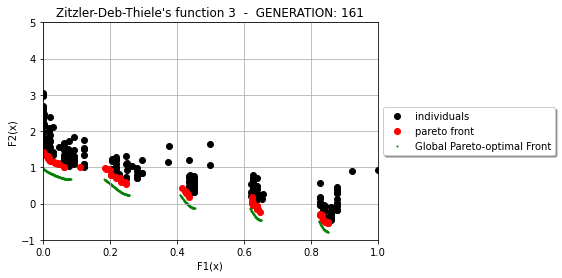 Zitzler-Deb-Thiele's function 3 - GENERATION: 161
5
4
3
2
1
0
−1
F2(x)
0.0 0.2 0.4 0.6 0.8 1.0
F1(x)
individuals
pareto front
Global Pareto-optimal Front